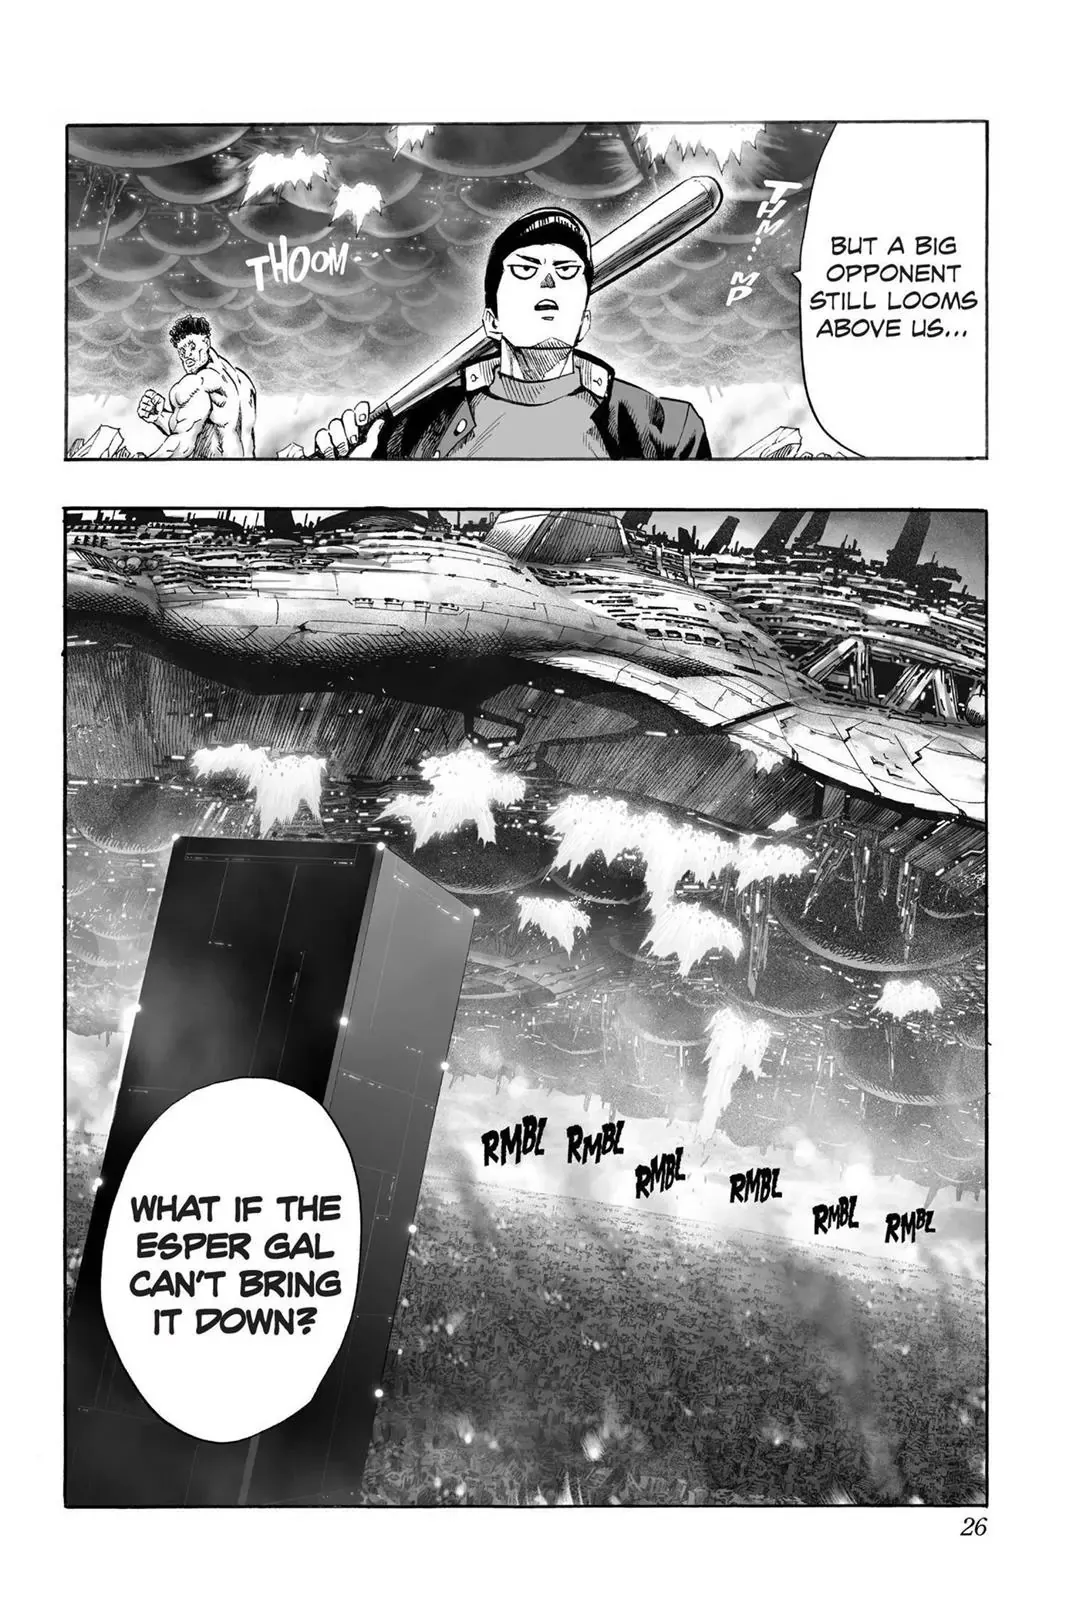 BUT A BIG
OPPONENT
STILL LOOMS
ABOVE US...
THM...MP
THOOM...
RMBL
RMBL
RMBL
RMBL
RMBL
RMBL
WHAT IF THE
ESPER GAL
CAN'T BRING
IT DOWN?
26